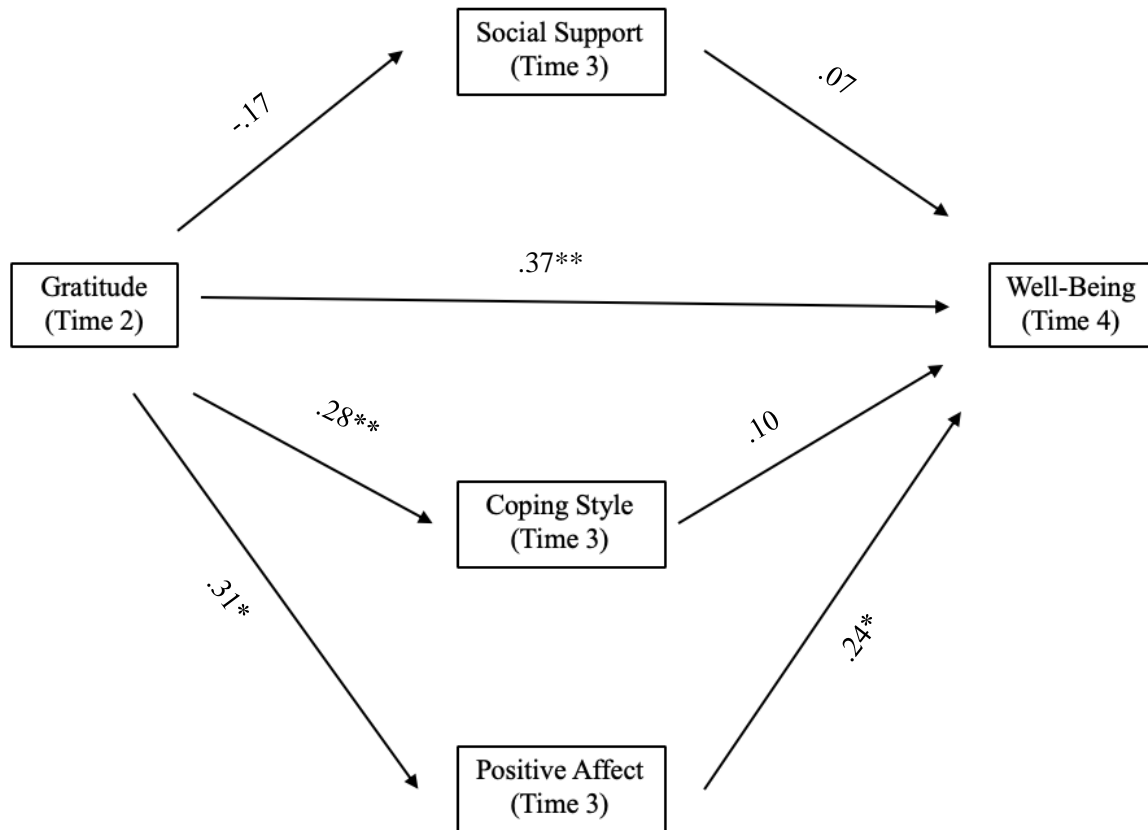 Social Support
(Time 3)
-.17
.07
.37**
Gratitude
(Time 2)
Well-Being
(Time 4)
.28**
.10
Coping Style
(Time 3)
.31*
.24*
Positive Affect
(Time 3)